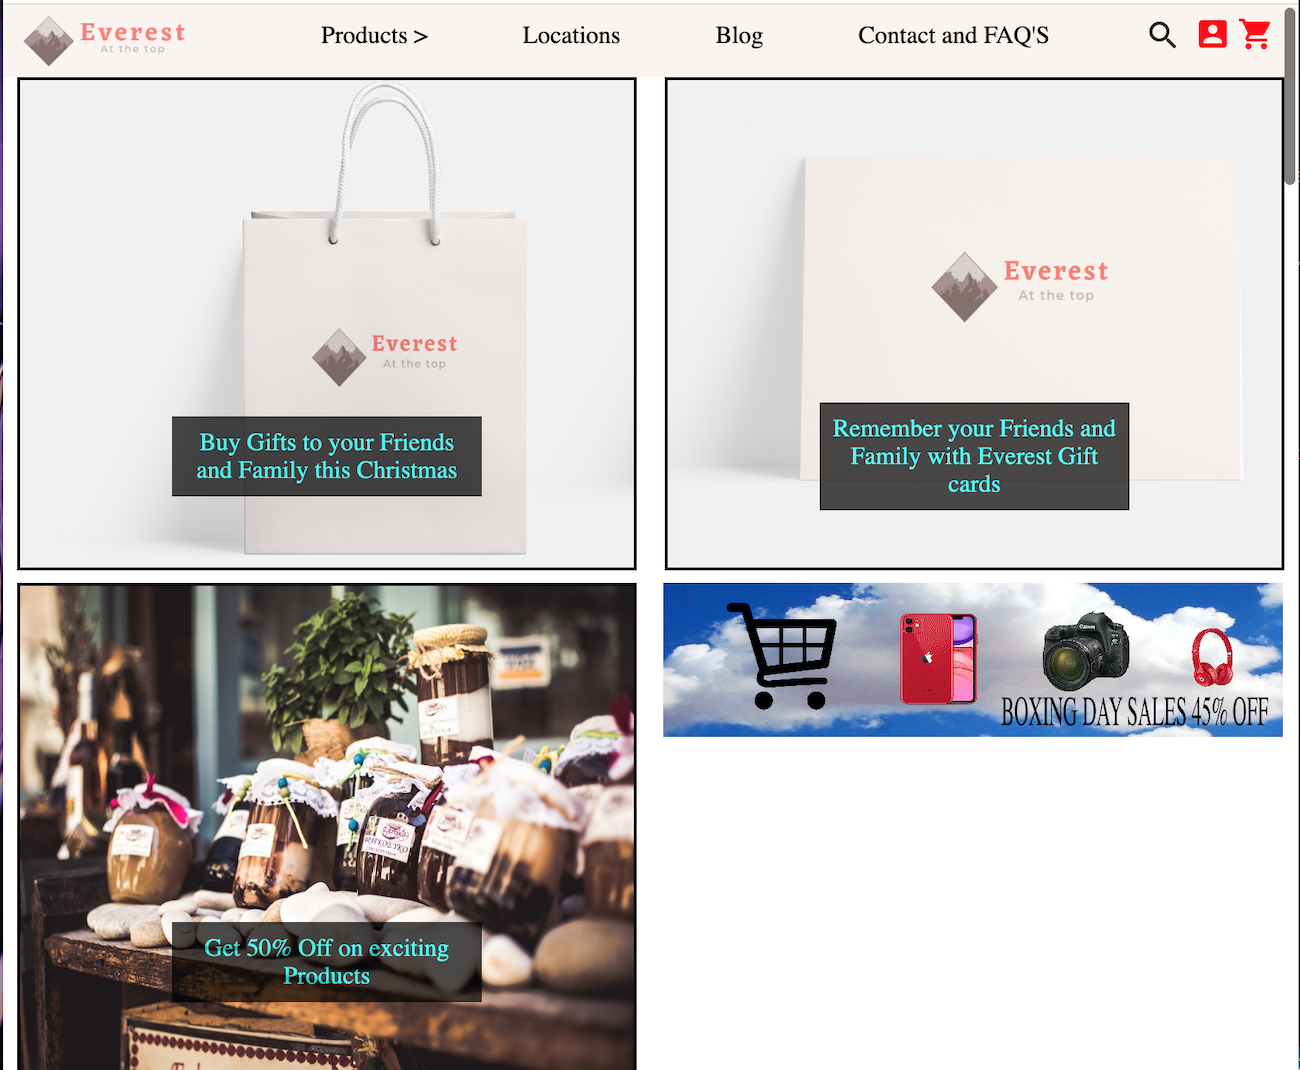 Everest
At the top
Products >
Locations
Blog
Contact and FAQ'S
Everest
At the top
Buy Gifts to your Friends
and Family this Christmas
Everest
At the top
Remember your Friends and
Family with Everest Gift
cards
BOXING DAY SALES 45% OFF
Get 50% Off on exciting
Products